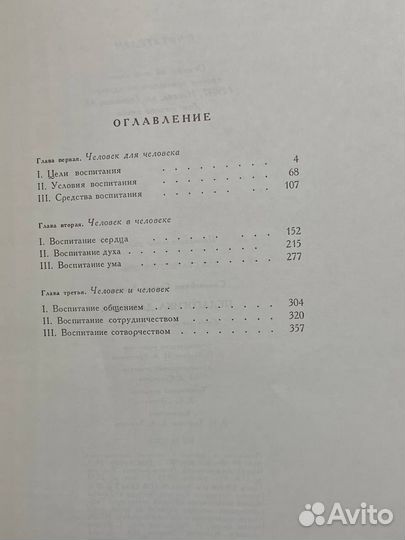 ОГЛАВЛЕНИЕ
Глава первая. Человек для человека
I. Цели воспитания . . . . . . . . . 4
II. Условия воспитания . . . . . . . . . 68
III. Средства воспитания . . . . . . . . . 107
Глава вторая. Человек в человеке
I. Воспитание сердца . . . . . . . . . 152
II. Воспитание духа . . . . . . . . . 215
III. Воспитание ума . . . . . . . . . 277
Глава третья. Человек и человек
I. Воспитание общением . . . . . . . . . 304
II. Воспитание сотрудничеством . . . . . . . 320
III. Воспитание сотворчеством . . . . . . . 357
Avito